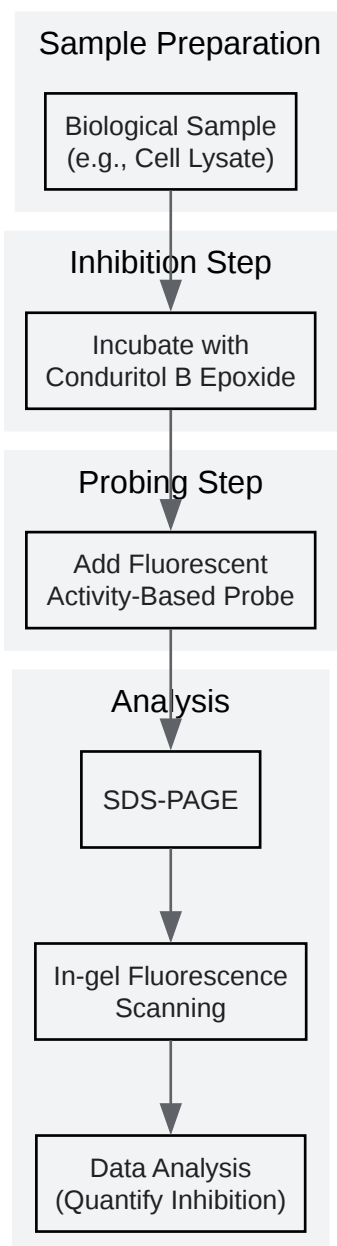 Sample Preparation
Biological Sample
(e.g., Cell Lysate)
Inhibition Step
Incubate with
Conduritol B Epoxide
Probing Step
Add Fluorescent
Activity-Based Probe
Analysis
SDS-PAGE
In-gel Fluorescence
Scanning
Data Analysis
(Quantify Inhibition)